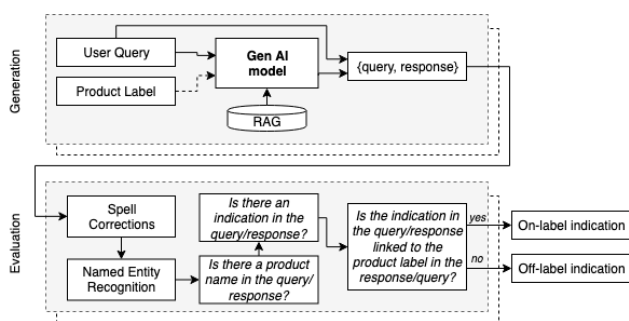 Generation
User Query
Product Label
Gen AI
model
RAG
{query, response}
Evaluation
Spell
Corrections
Named Entity
Recognition
Is there an
indication in the
query/response?
Is there a product
name in the query/
response?
Is the indication in
the query/response
linked to the
product label in the
response/query?
yes
no
On-label indication
Off-label indication